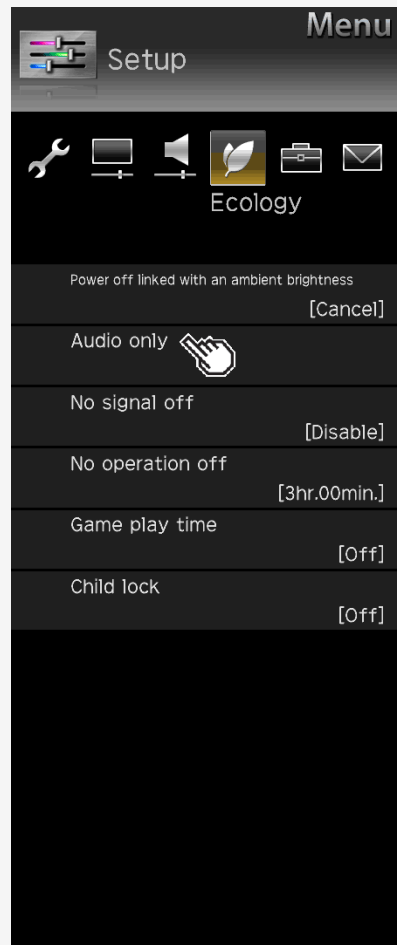 Menu
Setup
Ecology
Power off linked with an ambient brightness
[Cancel]
Audio only
No signal off
[Disable]
No operation off
[3hr.00min.]
Game play time
[Off]
Child lock
[Off]